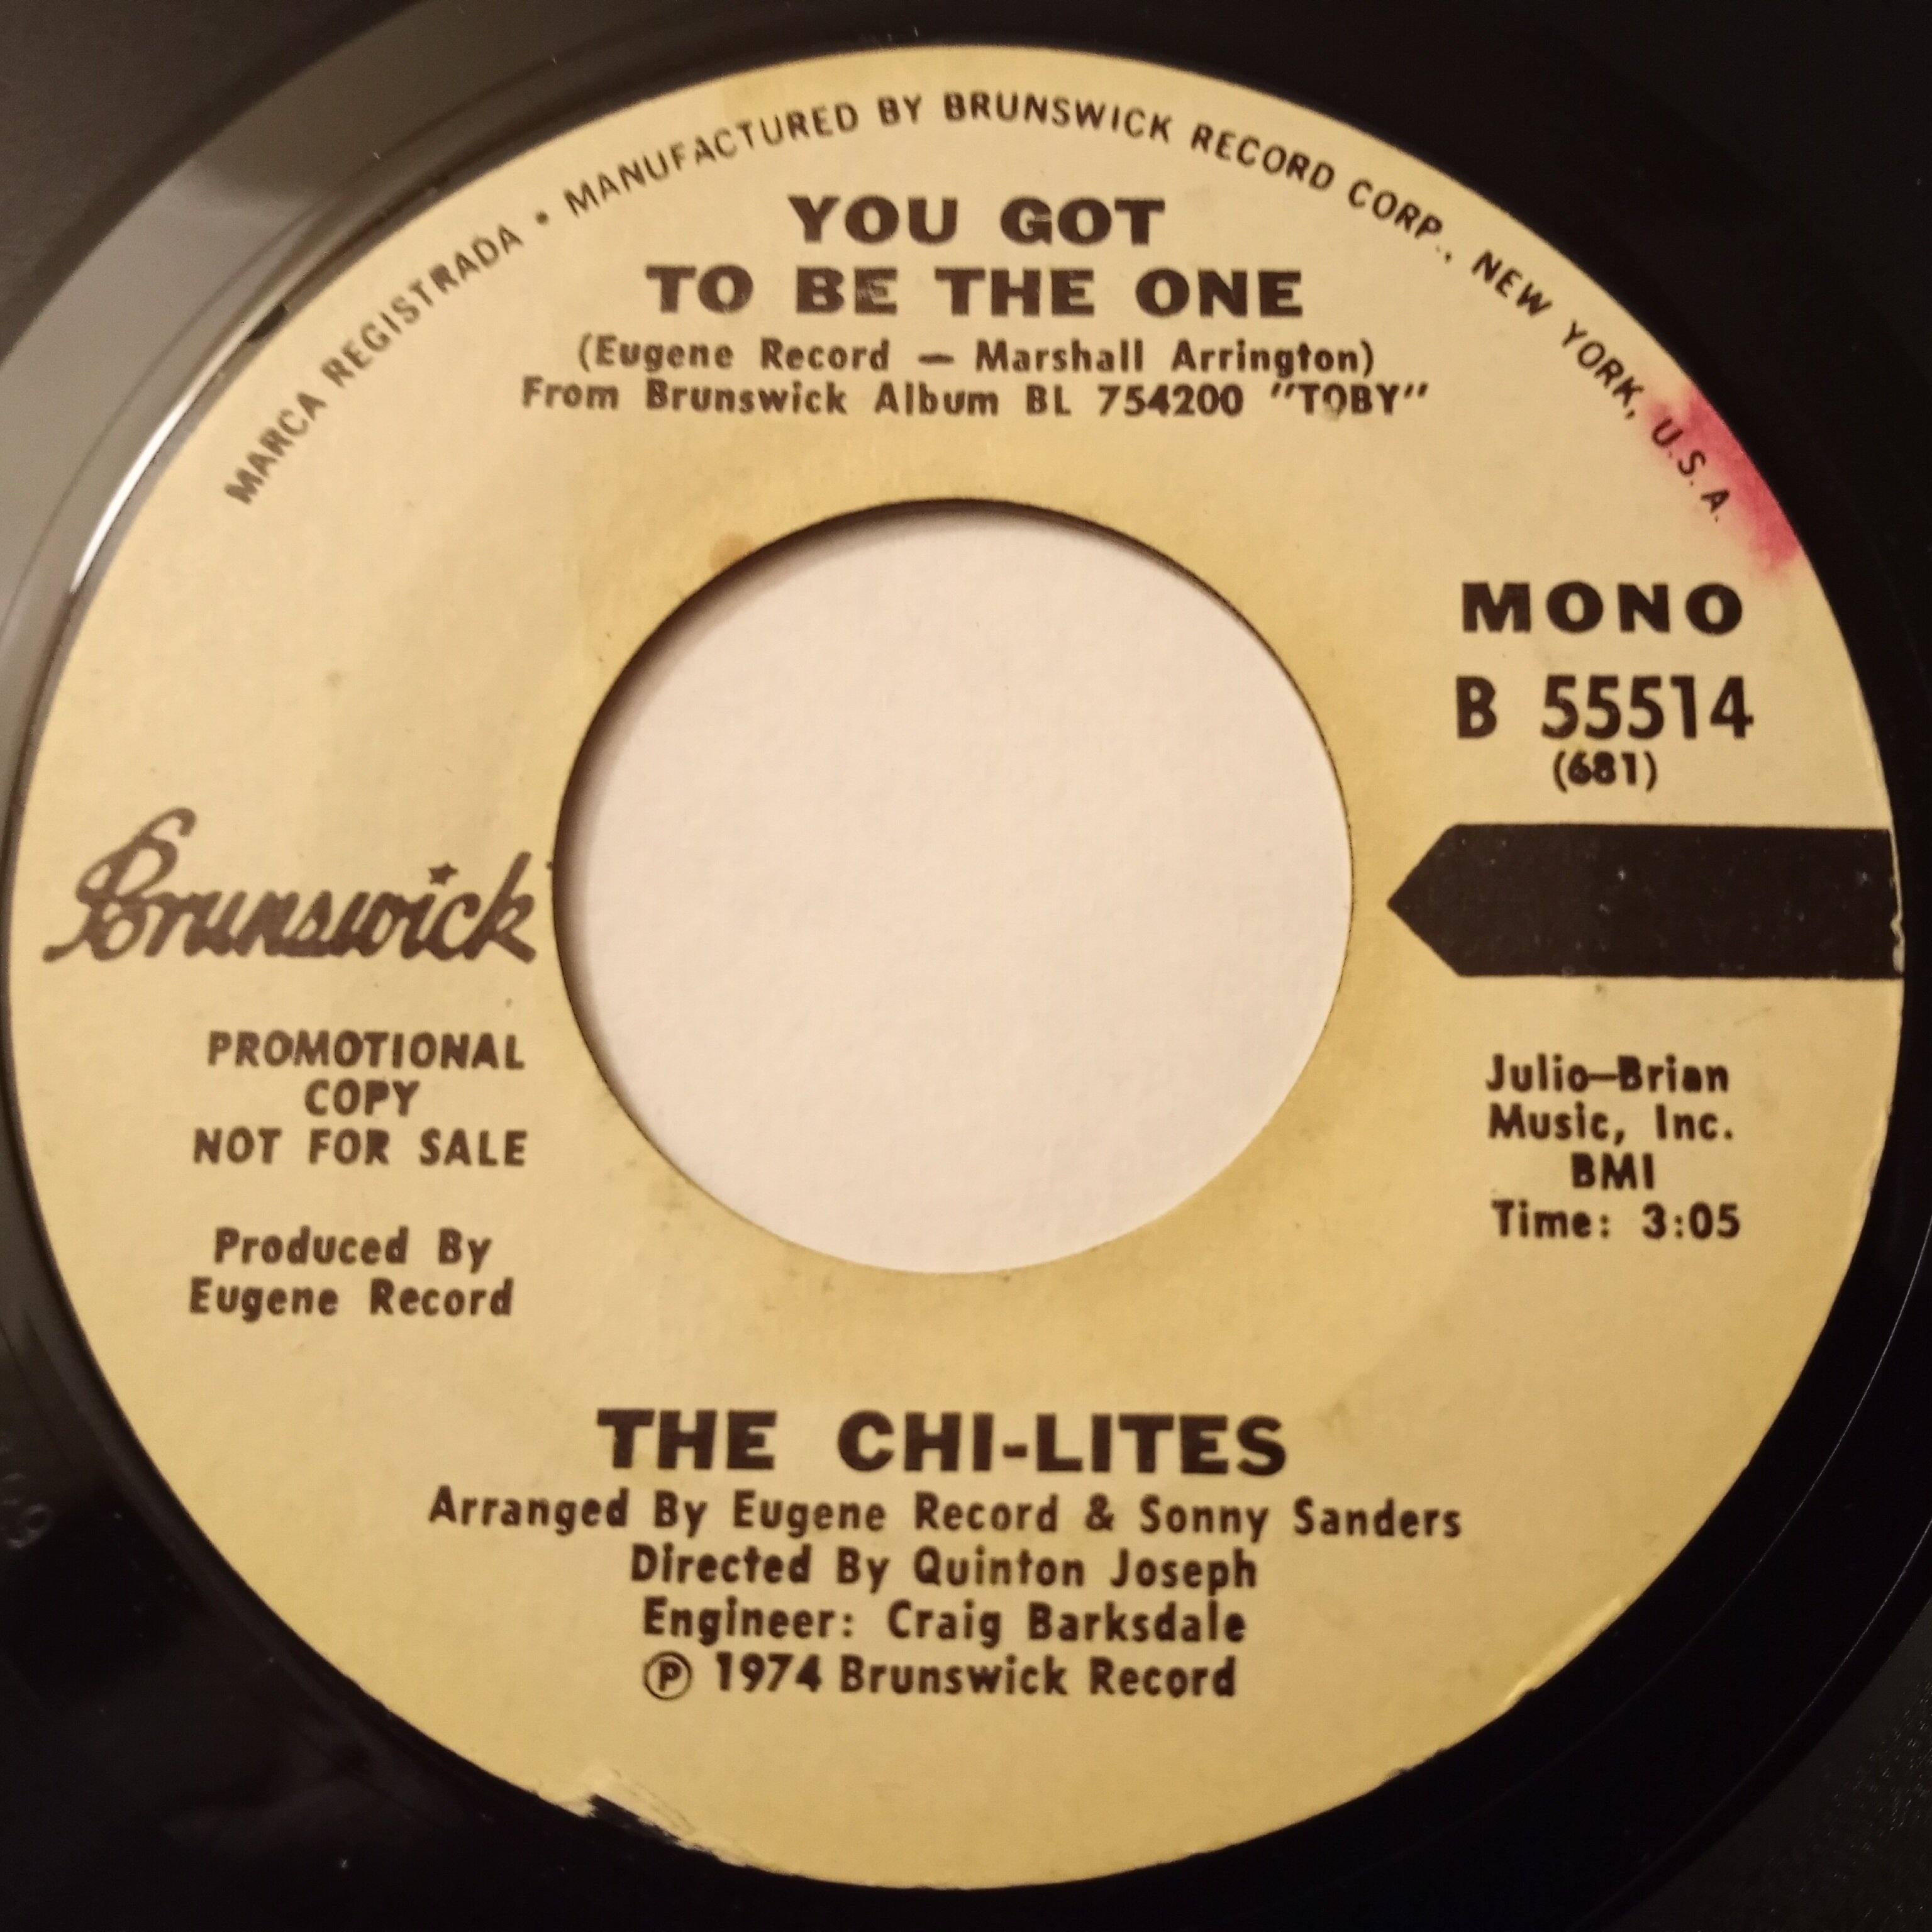 MARCA REGISTRADA • MANUFACTURED BY BRUNSWICK RECORD CORP., NEW YORK, U.S.A.
YOU GOT
TO BE THE ONE
(Eugene Record — Marshall Arrington)
From Brunswick Album BL 754200 "TOBY"
MONO
B 55514
(681)
Brunswick
PROMOTIONAL
COPY
NOT FOR SALE
Produced By
Eugene Record
Julio—Brian
Music, Inc.
BMI
Time: 3:05
THE CHI-LITES
Arranged By Eugene Record & Sonny Sanders
Directed By Quinton Joseph
Engineer: Craig Barksdale
℗ 1974 Brunswick Record